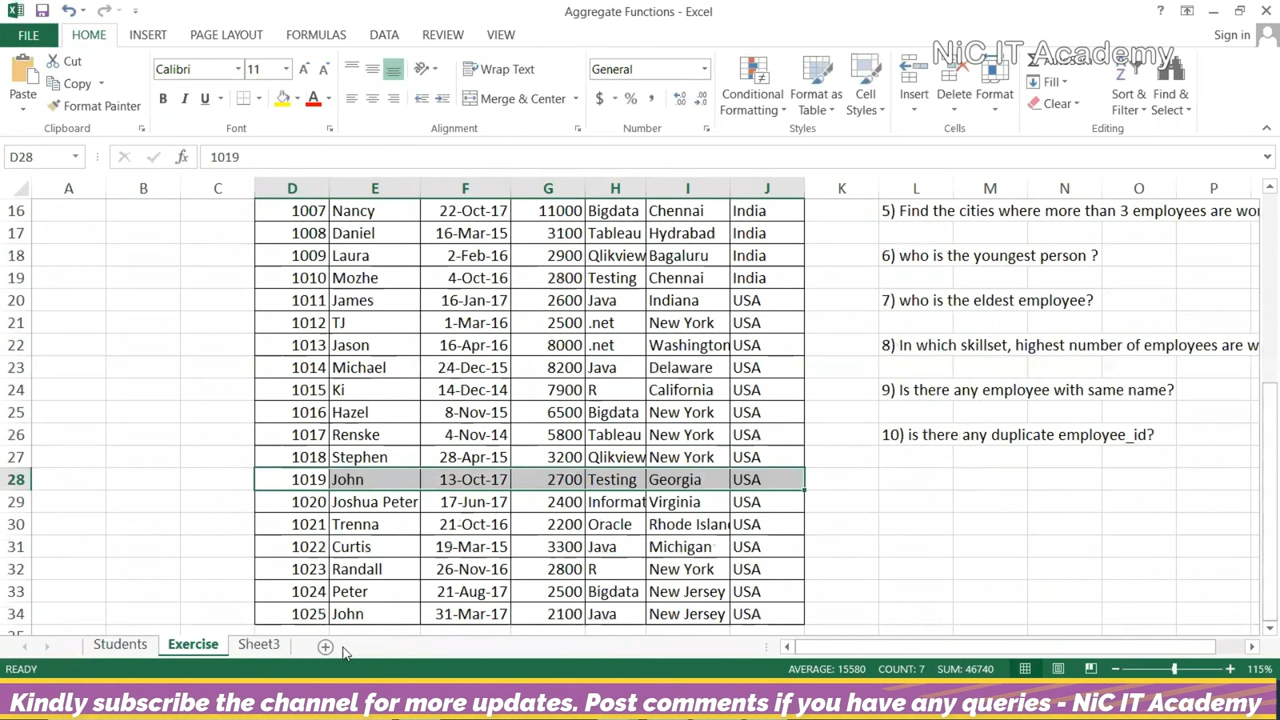 Aggregate Functions - Excel
Sign in
FILE HOME INSERT PAGE LAYOUT FORMULAS DATA REVIEW VIEW
NiC IT Academy
Paste
Cut
Copy
Format Painter
Clipboard
Calibri 11
B I U
Font
Wrap Text
Merge & Center
Alignment
General
$ % ,
Number
Conditional Formatting
Format as Table
Cell Styles
Styles
Insert
Delete
Format
Cells
Fill
Clear
Sort & Filter
Find & Select
Editing
D28 fx 1019
A B C D E F G H I J K L M N O P
16 1007 Nancy 22-Oct-17 11000 Bigdata Chennai India 5) Find the cities where more than 3 employees are wor
17 1008 Daniel 16-Mar-15 3100 Tableau Hydrabad India
18 1009 Laura 2-Feb-16 2900 Qlikview Bagaluru India 6) who is the youngest person ?
19 1010 Mozhe 4-Oct-16 2800 Testing Chennai India
20 1011 James 16-Jan-17 2600 Java Indiana USA 7) who is the eldest employee?
21 1012 TJ 1-Mar-16 2500 .net New York USA
22 1013 Jason 16-Apr-16 8000 .net Washington USA 8) In which skillset, highest number of employees are w
23 1014 Michael 24-Dec-15 8200 Java Delaware USA
24 1015 Ki 14-Dec-14 7900 R California USA 9) Is there any employee with same name?
25 1016 Hazel 8-Nov-15 6500 Bigdata New York USA
26 1017 Renske 4-Nov-14 5800 Tableau New York USA 10) is there any duplicate employee_id?
27 1018 Stephen 28-Apr-15 3200 Qlikview New York USA
28 1019 John 13-Oct-17 2700 Testing Georgia USA
29 1020 Joshua Peter 17-Jun-17 2400 Informat Virginia USA
30 1021 Trenna 21-Oct-16 2200 Oracle Rhode Island USA
31 1022 Curtis 19-Mar-15 3300 Java Michigan USA
32 1023 Randall 26-Nov-16 2800 R New Jersey USA
33 1024 Peter 21-Aug-17 2500 Bigdata New Jersey USA
34 1025 John 31-Mar-17 2100 Java New Jersey USA
Students Exercise Sheet3
READY AVERAGE: 15580 COUNT: 7 SUM: 46740 115%
Kindly subscribe the channel for more updates. Post comments if you have any queries - NiC IT Academy